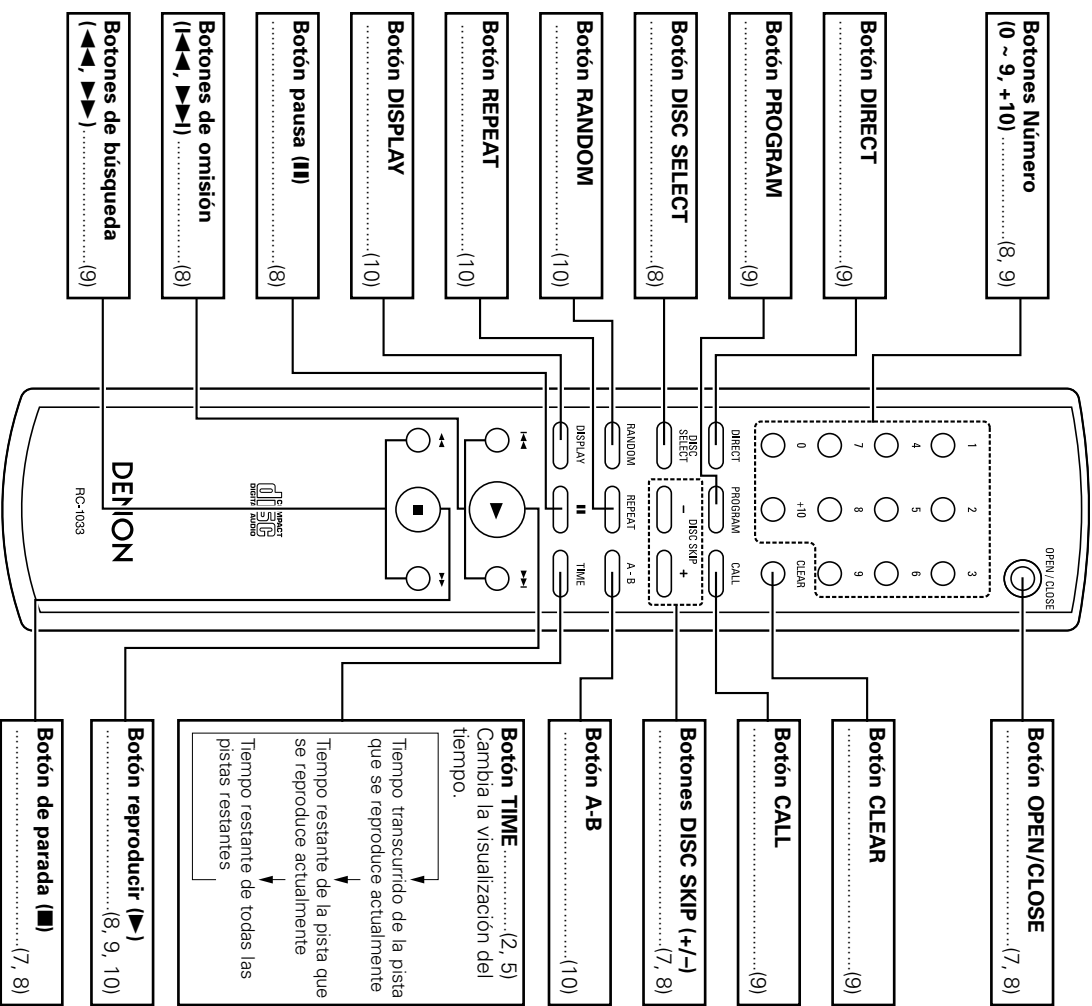 Botones Número
(0 ~ 9, +10) ..................(8, 9)
Botón DIRECT
..................................(9)
Botón PROGRAM
..................................(9)
Botón DISC SELECT
..................................(8)
Botón RANDOM
..................................(10)
Botón REPEAT
..................................(10)
Botón DISPLAY
..................................(10)
Botón pausa (❙❙)
..................................(8)
Botones de omisión
(I◀◀, ▶▶I)..................(8)
Botones de búsqueda
(◀◀, ▶▶)..................(9)
OPEN / CLOSE
1 2 3
4 5 6
7 8 9
0 +10 CLEAR
DIRECT PROGRAM CALL
DISC
SELECT
DISC SKIP
– +
RANDOM REPEAT A - B
DISPLAY ❙❙ TIME
I◀◀ ▶ ▶▶I
◀◀ ■ ▶▶
COMPACT
disc
DIGITAL AUDIO
DENON
RC-1033
Botón OPEN/CLOSE
..................................(7, 8)
Botón CLEAR
..................................(9)
Botón CALL
..................................(9)
Botones DISC SKIP (+/–)
..................................(7, 8)
Botón A-B
..................................(10)
Botón TIME ............(2, 5)
Cambia la visualización del
tiempo.
Tiempo transcurrido de la pista
que se reproduce actualmente
Tiempo restante de la pista que
se reproduce actualmente
Tiempo restante de todas las
pistas restantes
Botón reproducir (▶)
............................(8, 9, 10)
Botón de parada (■)
..................................(7, 8)